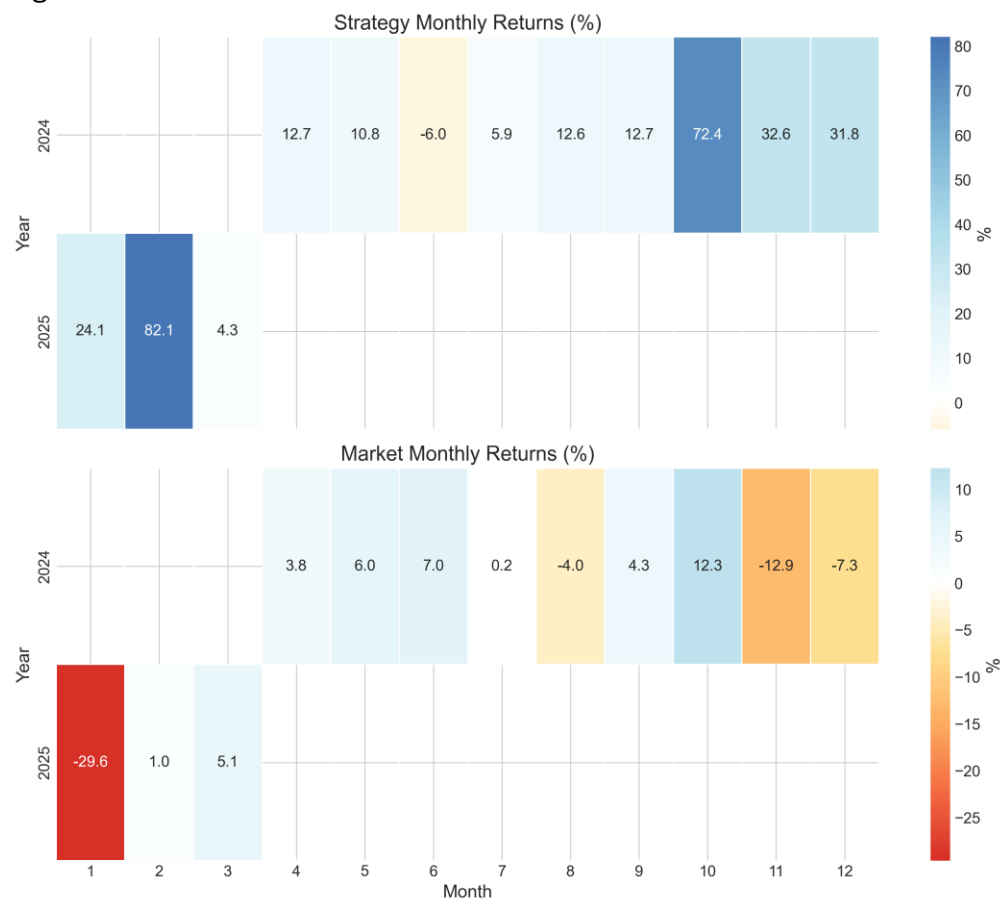 Strategy Monthly Returns (%)
2024
12.7 10.8 -6.0 5.9 12.6 12.7 72.4 32.6 31.8
Year
2025
24.1 82.1 4.3
80
70
60
50
40
30
20
10
0
%
Market Monthly Returns (%)
2024
3.8 6.0 7.0 0.2 -4.0 4.3 12.3 -12.9 -7.3
Year
2025
-29.6 1.0 5.1
1 2 3 4 5 6 7 8 9 10 11 12
Month
10
5
0
−5
−10
−15
−20
−25
%